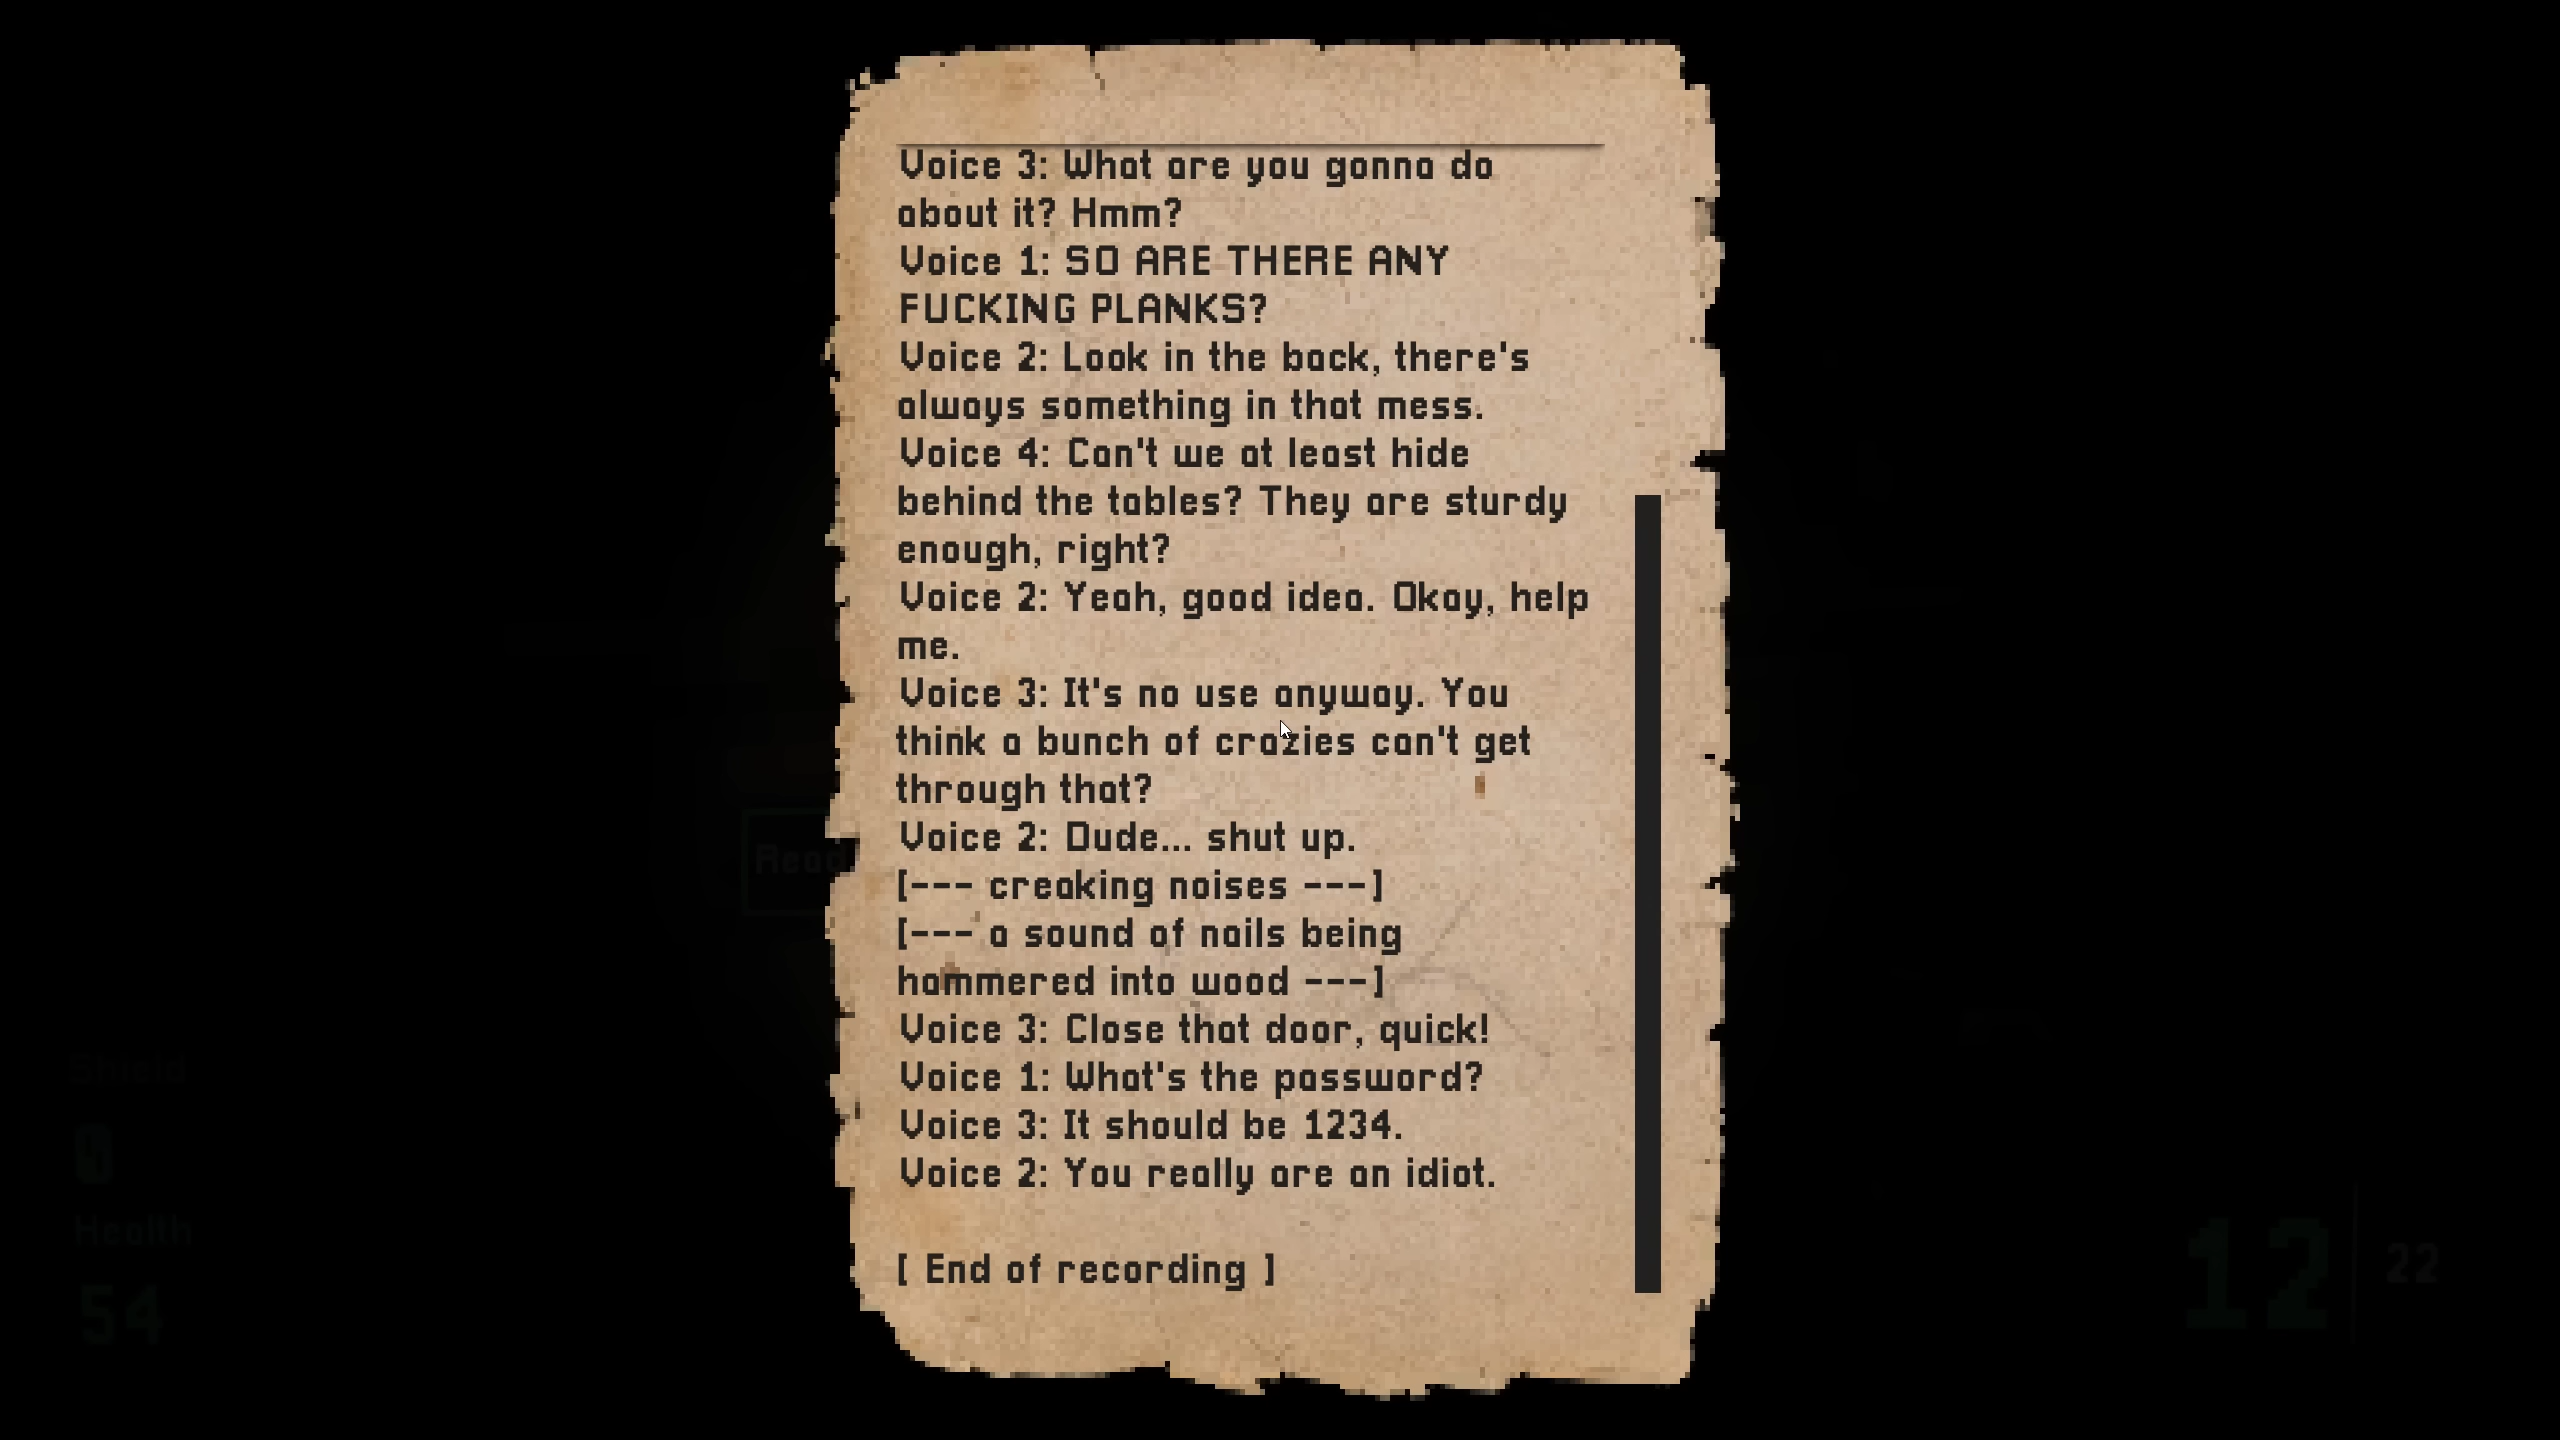 Voice 3: What are you gonna do
about it? Hmm?
Voice 1: SO ARE THERE ANY
FUCKING PLANKS?
Voice 2: Look in the back, there's
always something in that mess.
Voice 4: Can't we at least hide
behind the tables? They are sturdy
enough, right?
Voice 2: Yeah, good idea. Okay, help
me.
Voice 3: It's no use anyway. You
think a bunch of crazies can't get
through that?
Voice 2: Dude... shut up.
[--- creaking noises ---]
[--- a sound of nails being
hammered into wood ---]
Voice 3: Close that door, quick!
Voice 1: What's the password?
Voice 3: It should be 1234.
Voice 2: You really are an idiot.
[ End of recording ]
Read
Shield
0
Health
54
12
22